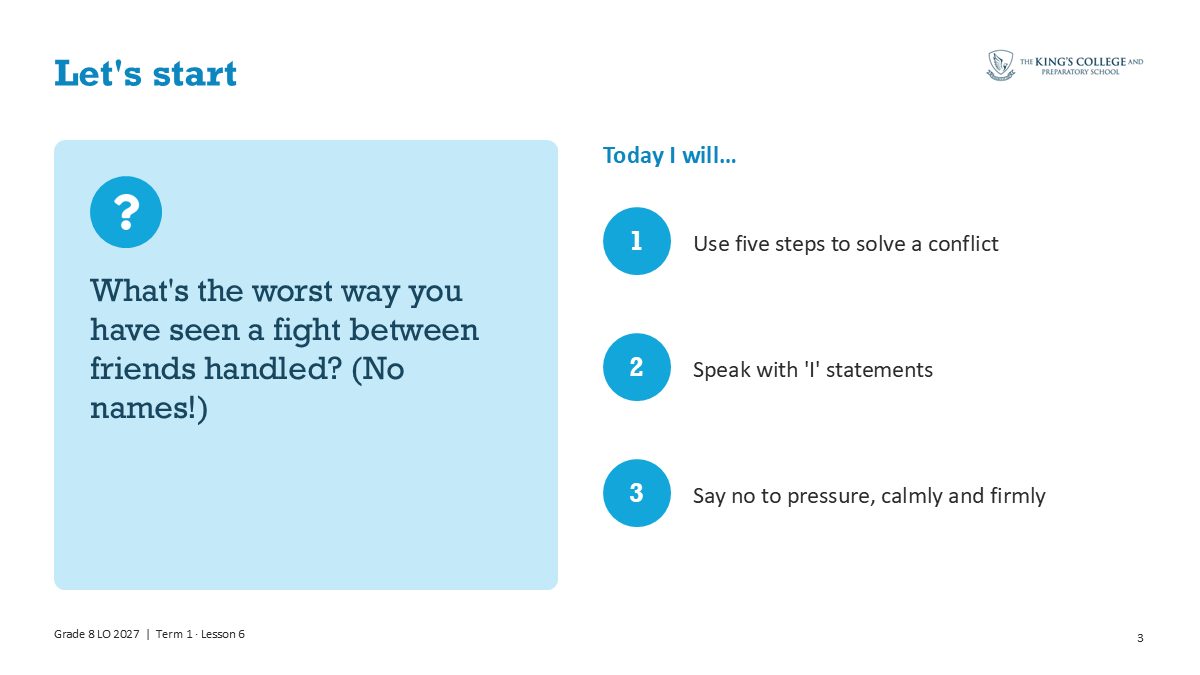 Let's start
THE KING'S COLLEGE AND
PREPARATORY SCHOOL
?
What's the worst way you
have seen a fight between
friends handled? (No
names!)
Today I will...
1
Use five steps to solve a conflict
2
Speak with 'I' statements
3
Say no to pressure, calmly and firmly
Grade 8 LO 2027 | Term 1 · Lesson 6
3